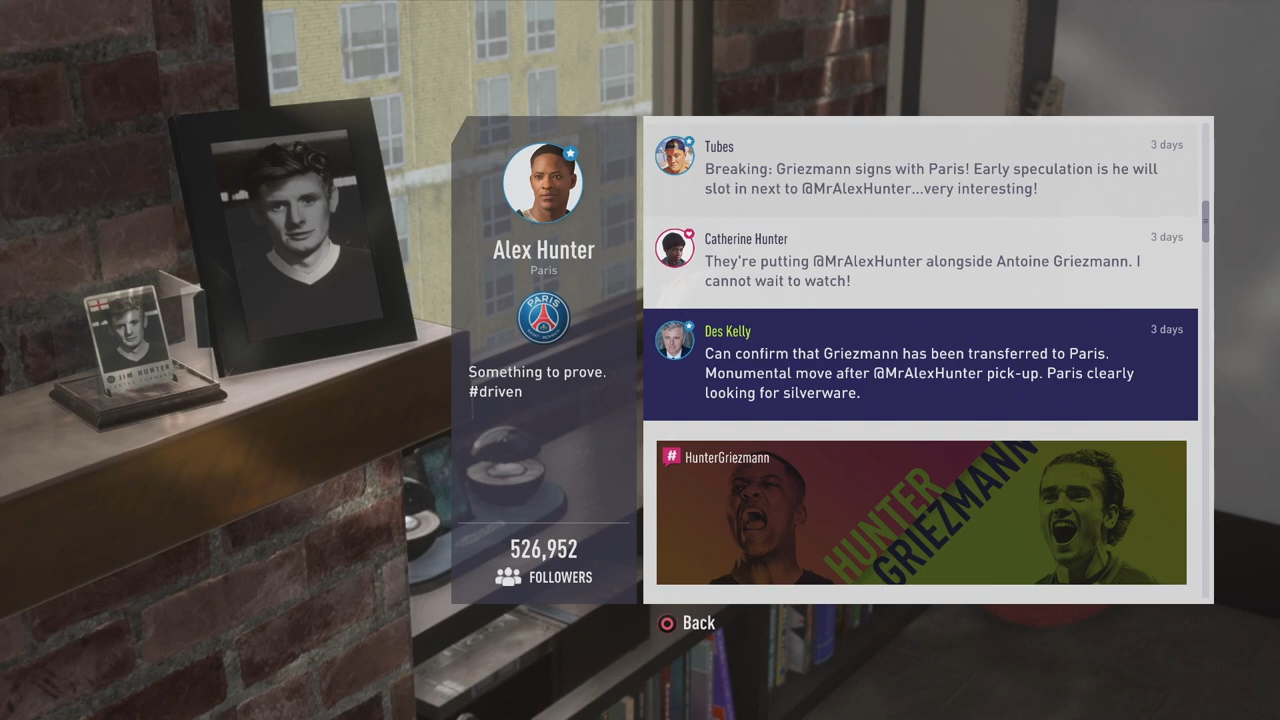 JIM HUNTER
Alex Hunter
Paris
PARIS
SAINT-GERMAIN
Something to prove.
#driven
526,952
FOLLOWERS
Tubes
3 days
Breaking: Griezmann signs with Paris! Early speculation is he will
slot in next to @MrAlexHunter...very interesting!
Catherine Hunter
3 days
They're putting @MrAlexHunter alongside Antoine Griezmann. I
cannot wait to watch!
Des Kelly
3 days
Can confirm that Griezmann has been transferred to Paris.
Monumental move after @MrAlexHunter pick-up. Paris clearly
looking for silverware.
# HunterGriezmann
HUNTER
GRIEZMANN
Back